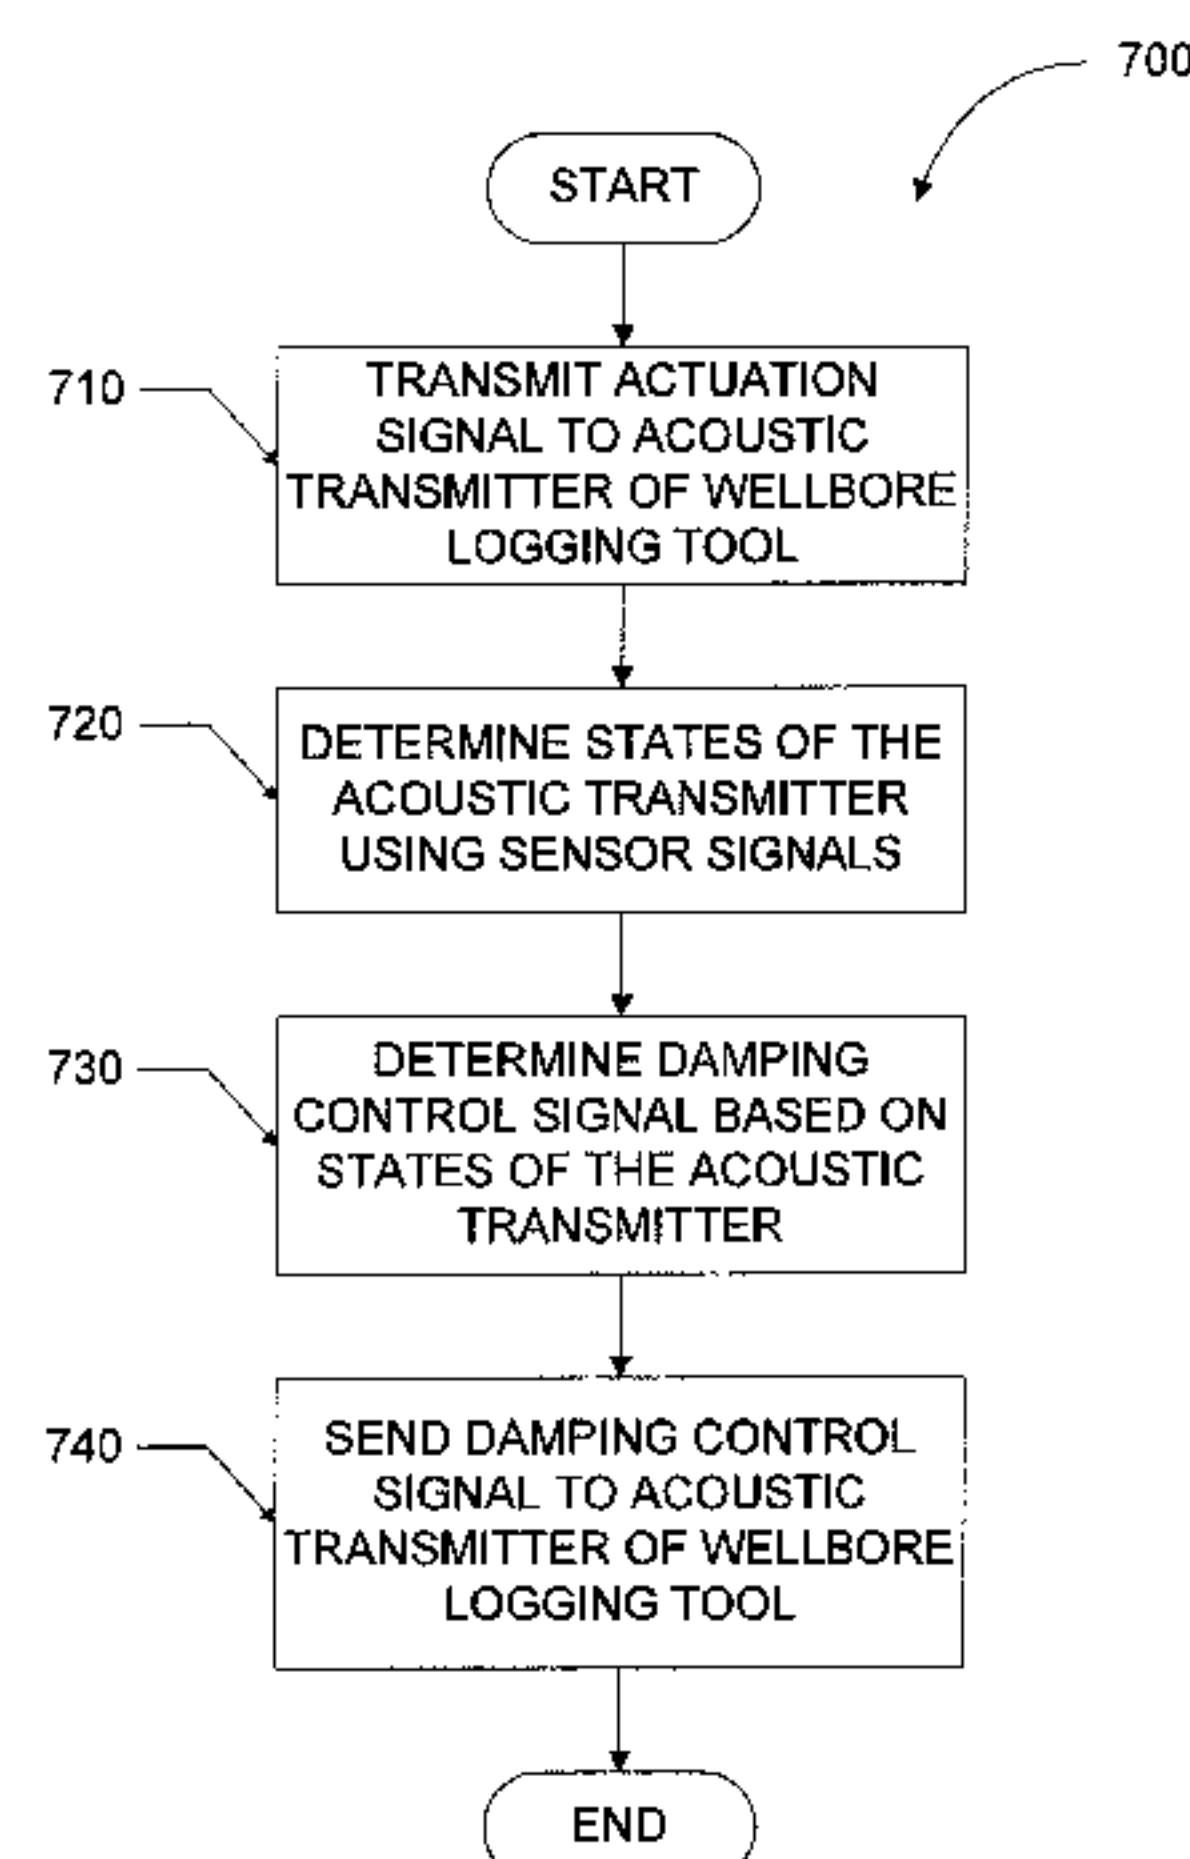 700
START
710
TRANSMIT ACTUATION
SIGNAL TO ACOUSTIC
TRANSMITTER OF WELLBORE
LOGGING TOOL
720
DETERMINE STATES OF THE
ACOUSTIC TRANSMITTER
USING SENSOR SIGNALS
730
DETERMINE DAMPING
CONTROL SIGNAL BASED ON
STATES OF THE ACOUSTIC
TRANSMITTER
740
SEND DAMPING CONTROL
SIGNAL TO ACOUSTIC
TRANSMITTER OF WELLBORE
LOGGING TOOL
END